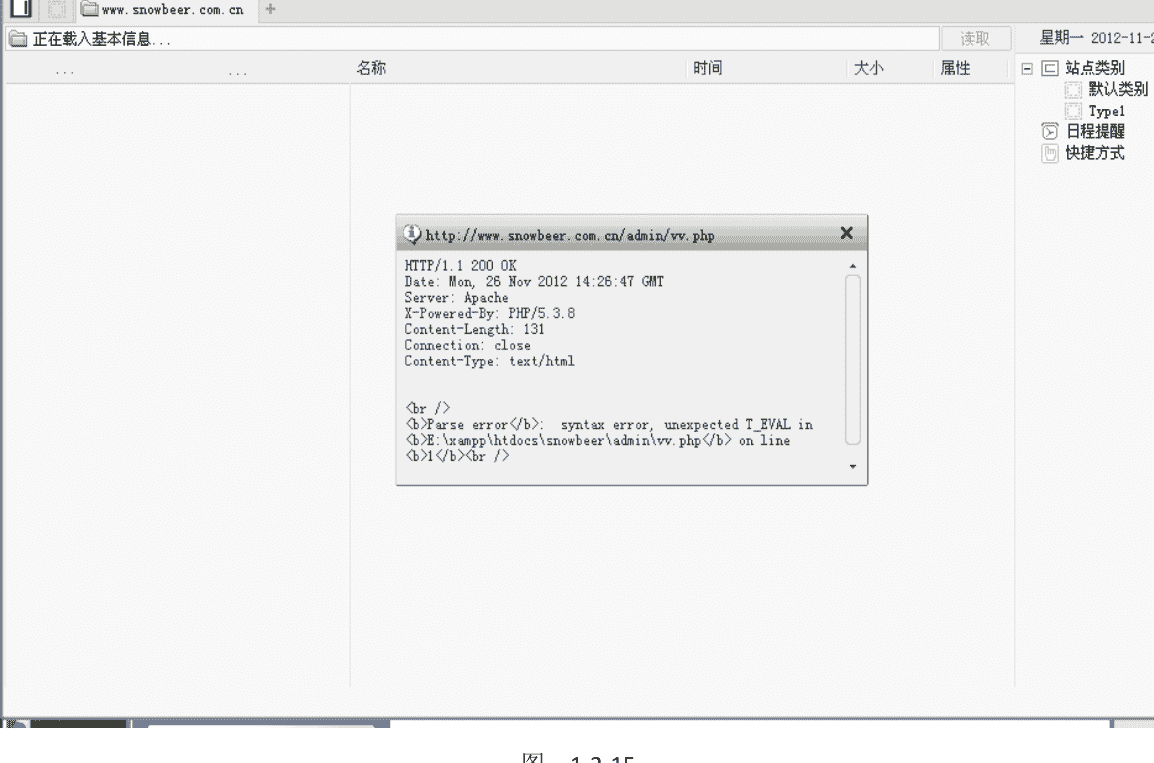 www.snowbeer.com.cn +
正在载入基本信息... 读取 星期一 2012-11-2
... ... 名称 时间 大小 属性
站点类别
默认类别
Type1
日程提醒
快捷方式
http://www.snowbeer.com.cn/admin/vv.php
HTTP/1.1 200 OK
Date: Mon, 26 Nov 2012 14:26:47 GMT
Server: Apache
X-Powered-By: PHP/5.3.8
Content-Length: 131
Connection: close
Content-Type: text/html
<br />
<b>Parse error</b>:  syntax error, unexpected T_EVAL in
<b>E:\xampp\htdocs\snowbeer\admin\vv.php</b> on line
<b>1</b><br />
图 1-2-15